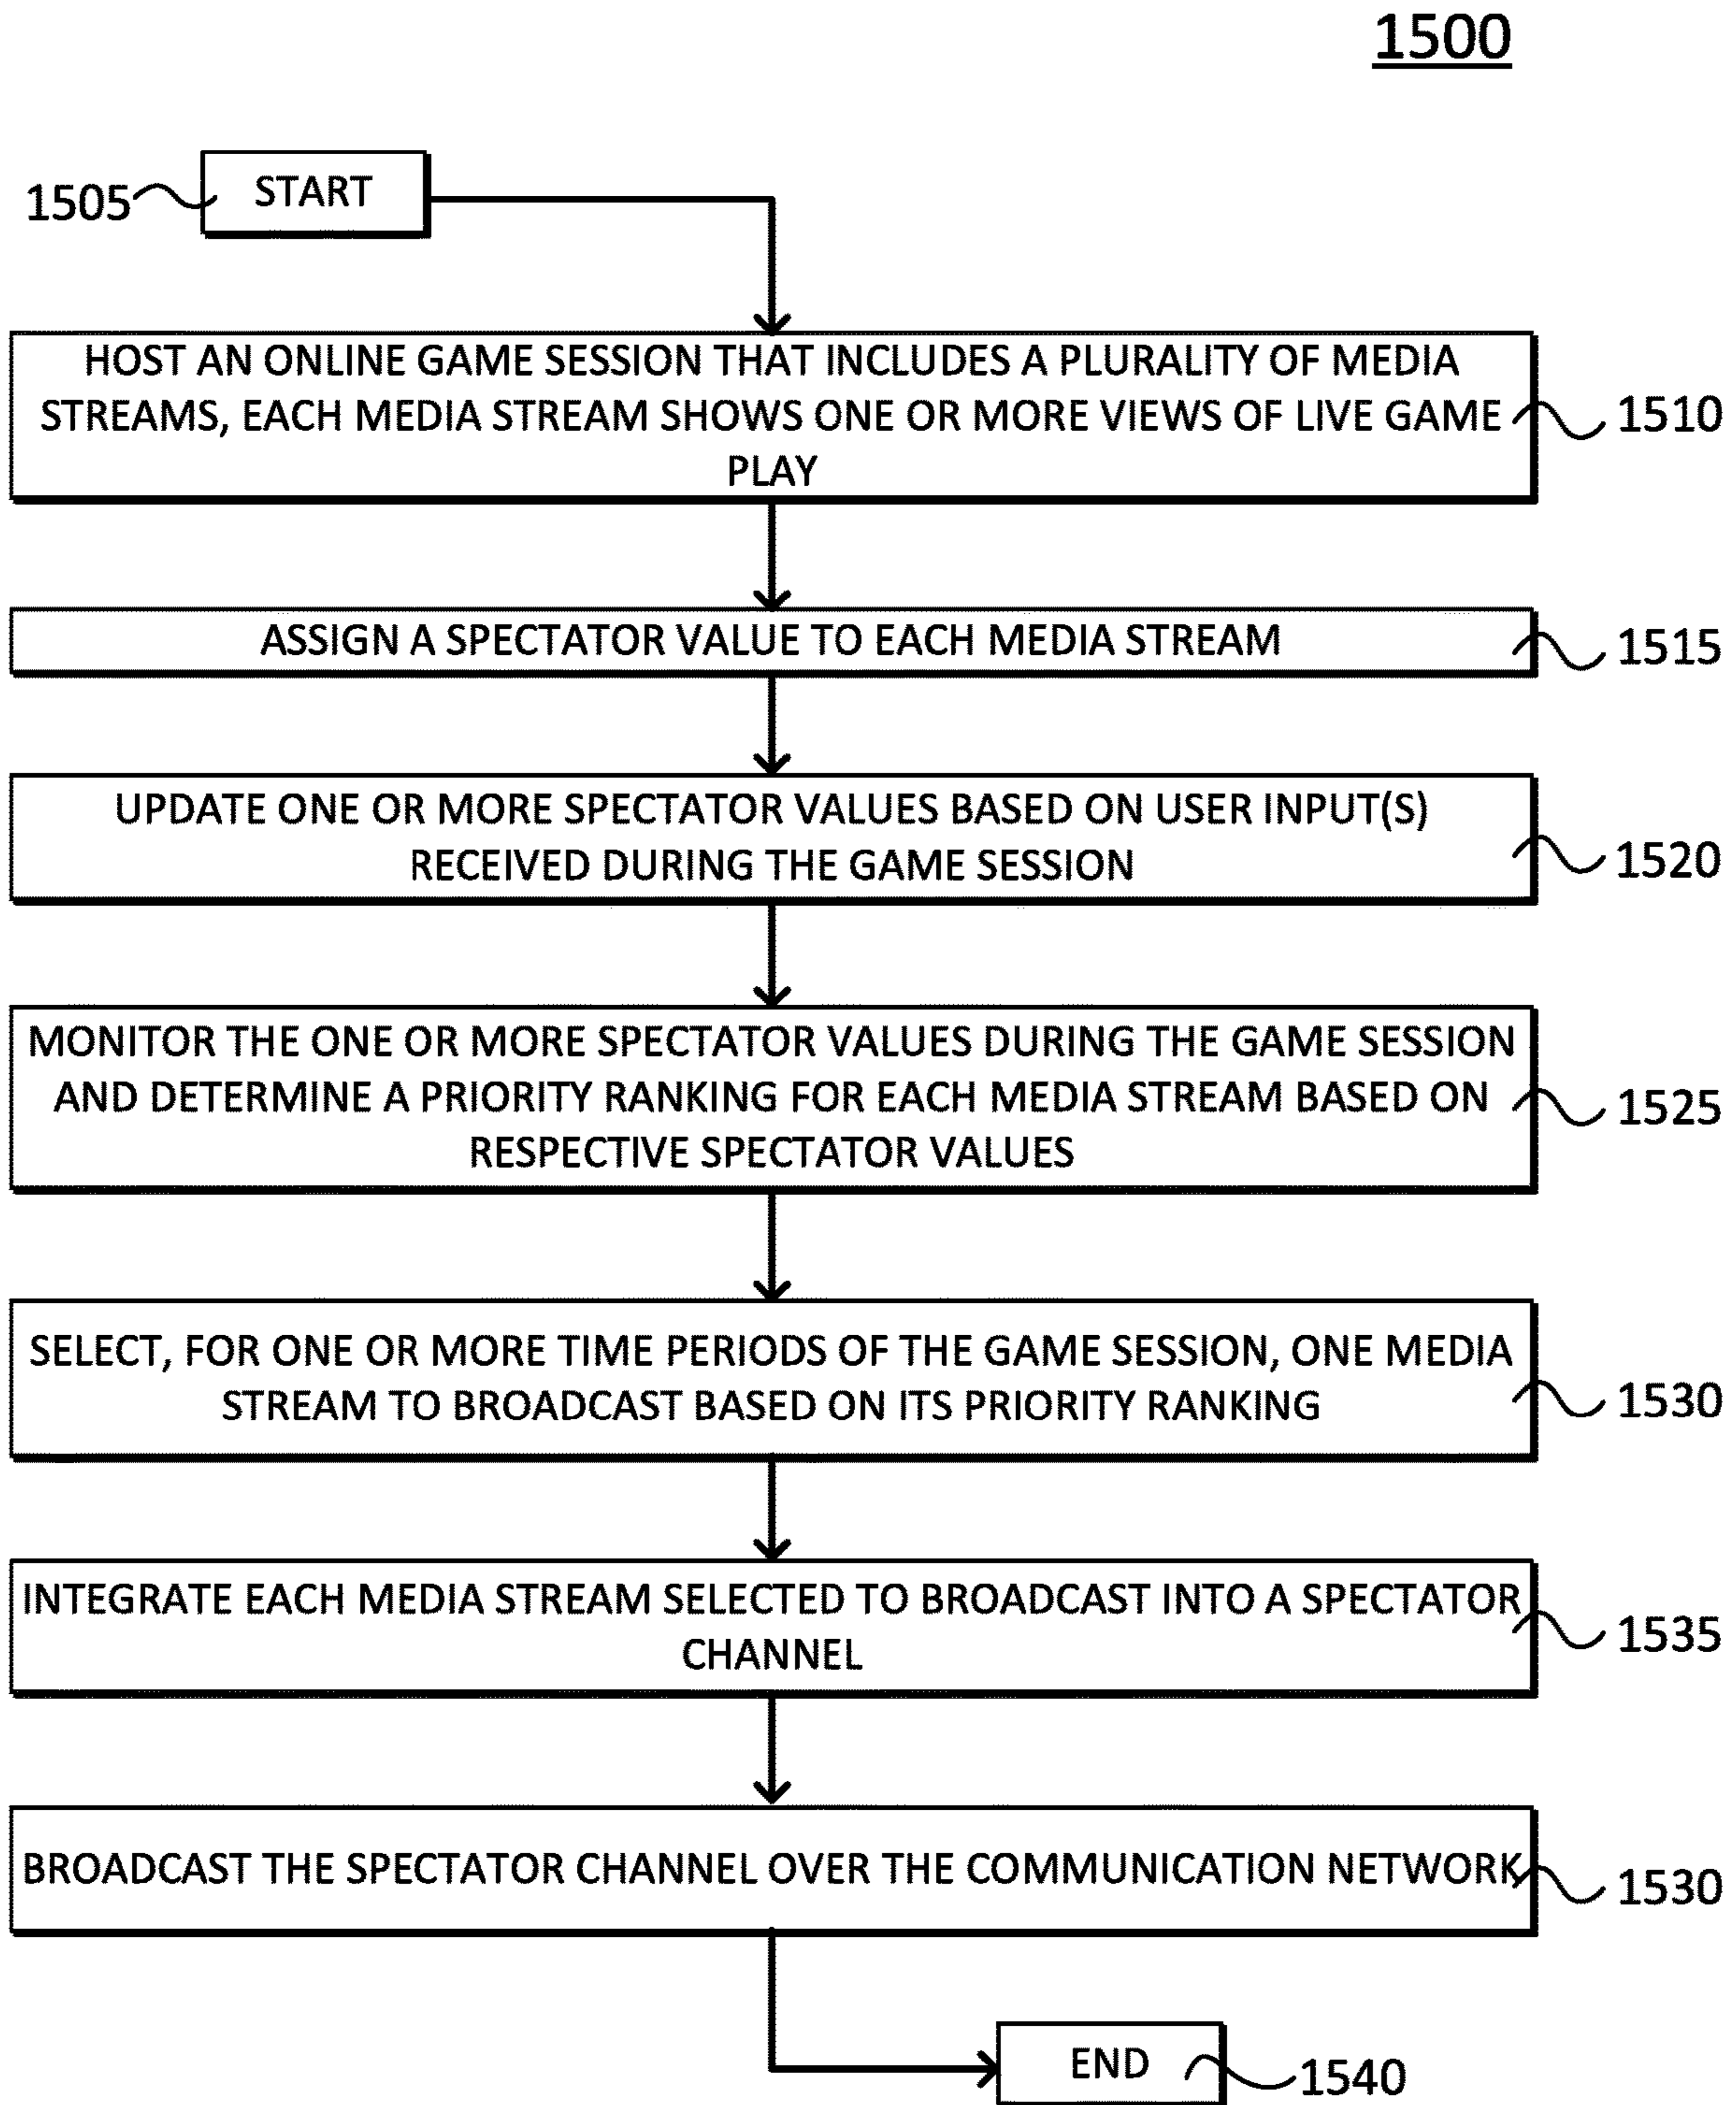 1500
START
1505
HOST AN ONLINE GAME SESSION THAT INCLUDES A PLURALITY OF MEDIA
STREAMS, EACH MEDIA STREAM SHOWS ONE OR MORE VIEWS OF LIVE GAME
PLAY
1510
ASSIGN A SPECTATOR VALUE TO EACH MEDIA STREAM
1515
UPDATE ONE OR MORE SPECTATOR VALUES BASED ON USER INPUT(S)
RECEIVED DURING THE GAME SESSION
1520
MONITOR THE ONE OR MORE SPECTATOR VALUES DURING THE GAME SESSION
AND DETERMINE A PRIORITY RANKING FOR EACH MEDIA STREAM BASED ON
RESPECTIVE SPECTATOR VALUES
1525
SELECT, FOR ONE OR MORE TIME PERIODS OF THE GAME SESSION, ONE MEDIA
STREAM TO BROADCAST BASED ON ITS PRIORITY RANKING
1530
INTEGRATE EACH MEDIA STREAM SELECTED TO BROADCAST INTO A SPECTATOR
CHANNEL
1535
BROADCAST THE SPECTATOR CHANNEL OVER THE COMMUNICATION NETWORK
1530
END
1540